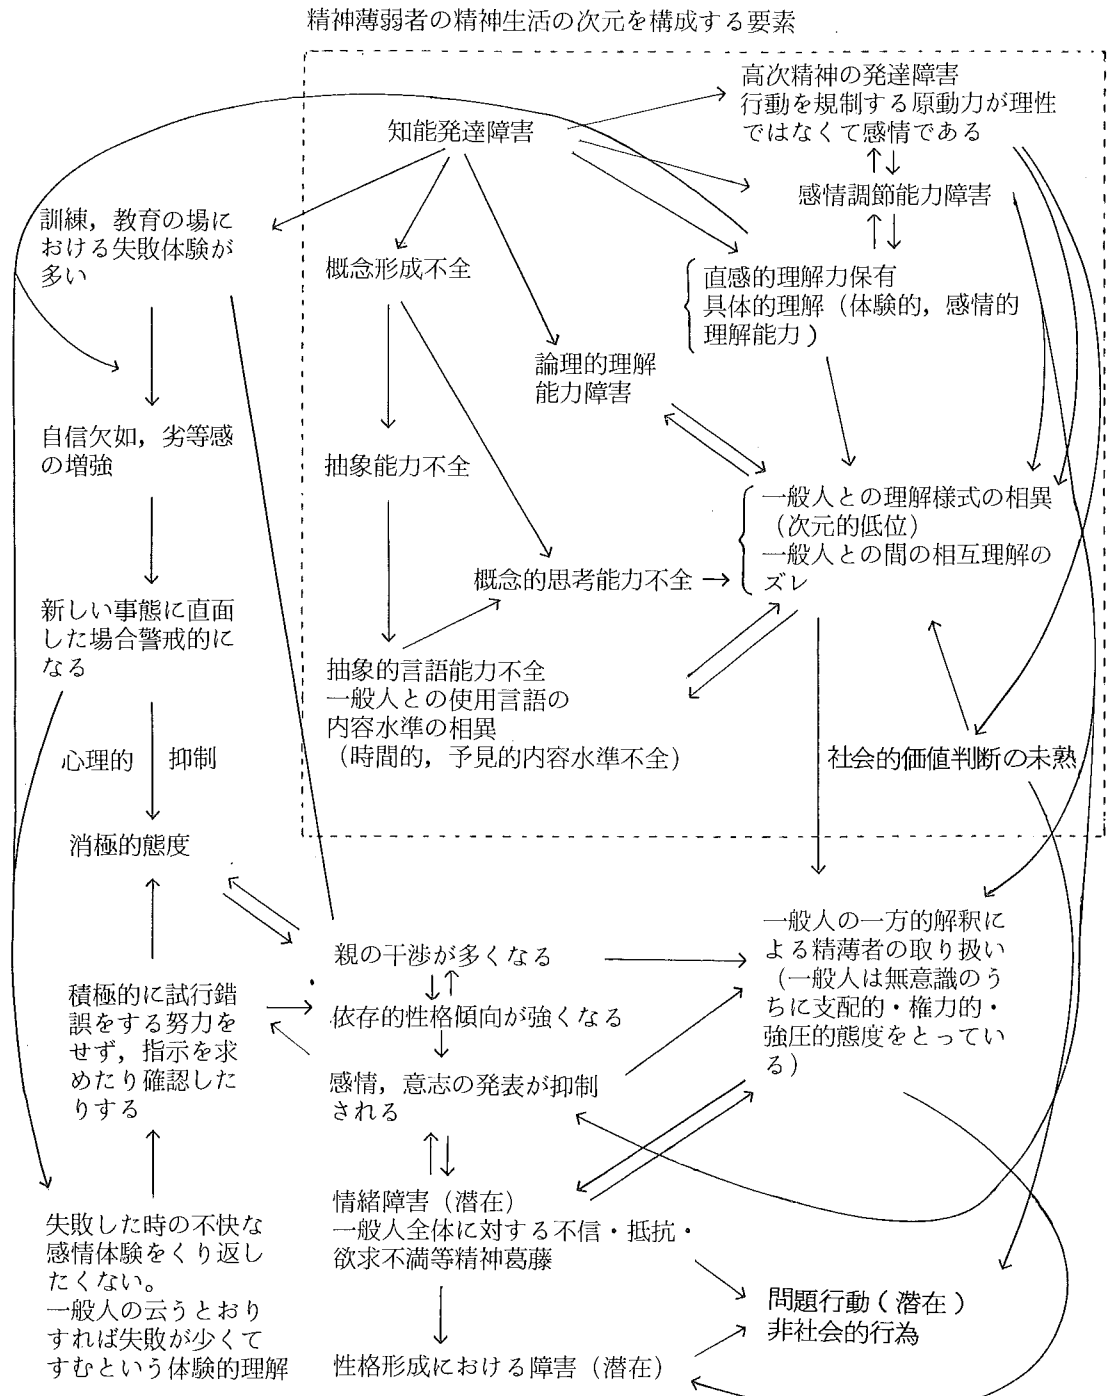 精神薄弱者の精神生活の次元を構成する要素
高次精神の発達障害
行動を規制する原動力が理性
ではなくて感情である
知能発達障害
感情調節能力障害
訓練，教育の場に
おける失敗体験が
多い
概念形成不全
直感的理解力保有
具体的理解（体験的，感情的
理解能力）
論理的理解
能力障害
自信欠如，劣等感
の増強
抽象能力不全
一般人との理解様式の相異
（次元的低位）
一般人との間の相互理解の
ズレ
概念的思考能力不全
新しい事態に直面
した場合警戒的に
なる
抽象的言語能力不全
一般人との使用言語の
内容水準の相異
（時間的，予見的内容水準不全）
心理的 抑制
社会的価値判断の未熟
消極的態度
一般人の一方的解釈に
よる精薄者の取り扱い
（一般人は無意識のう
ちに支配的・権力的・
強圧的態度をとってい
る）
親の干渉が多くなる
依存的性格傾向が強くなる
積極的に試行錯
誤をする努力を
せず，指示を求
めたり確認した
りする
感情，意志の発表が抑制
される
情緒障害（潜在）
一般人全体に対する不信・抵抗・
欲求不満等精神葛藤
失敗した時の不快な
感情体験をくり返し
たくない。
一般人の云うとおり
すれば失敗が少くて
すむという体験的理解
問題行動（潜在）
非社会的行為
性格形成における障害（潜在）